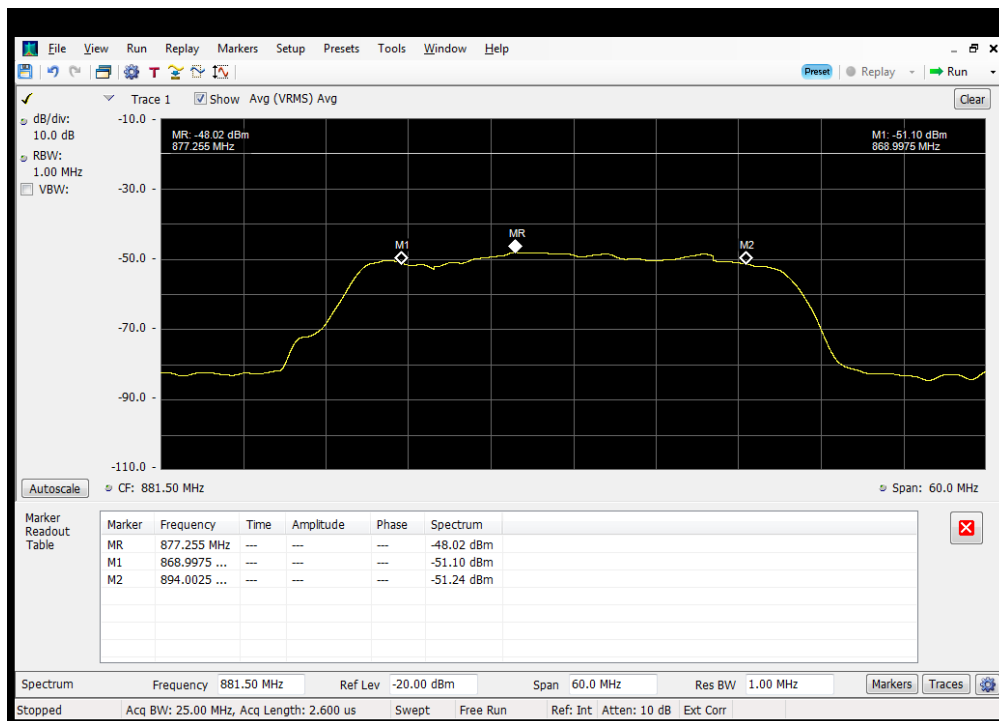 File View Run Replay Markers Setup Presets Tools Window Help
T Preset Replay Run
Trace 1 Show Avg (VRMS) Avg Clear
dB/div:
10.0 dB
RBW:
1.00 MHz
VBW:
-10.0
-30.0
-50.0
-70.0
-90.0
-110.0
MR: -48.02 dBm
877.255 MHz
M1: -51.10 dBm
868.9975 MHz
M1
MR
M2
Autoscale CF: 881.50 MHz Span: 60.0 MHz
Marker
Readout
Table
Marker Frequency Time Amplitude Phase Spectrum
MR 877.255 MHz --- --- --- -48.02 dBm
M1 868.9975 ... --- --- --- -51.10 dBm
M2 894.0025 ... --- --- --- -51.24 dBm
Spectrum Frequency 881.50 MHz Ref Lev -20.00 dBm Span 60.0 MHz Res BW 1.00 MHz Markers Traces
Stopped Acq BW: 25.00 MHz, Acq Length: 2.600 us Swept Free Run Ref: Int Atten: 10 dB Ext Corr